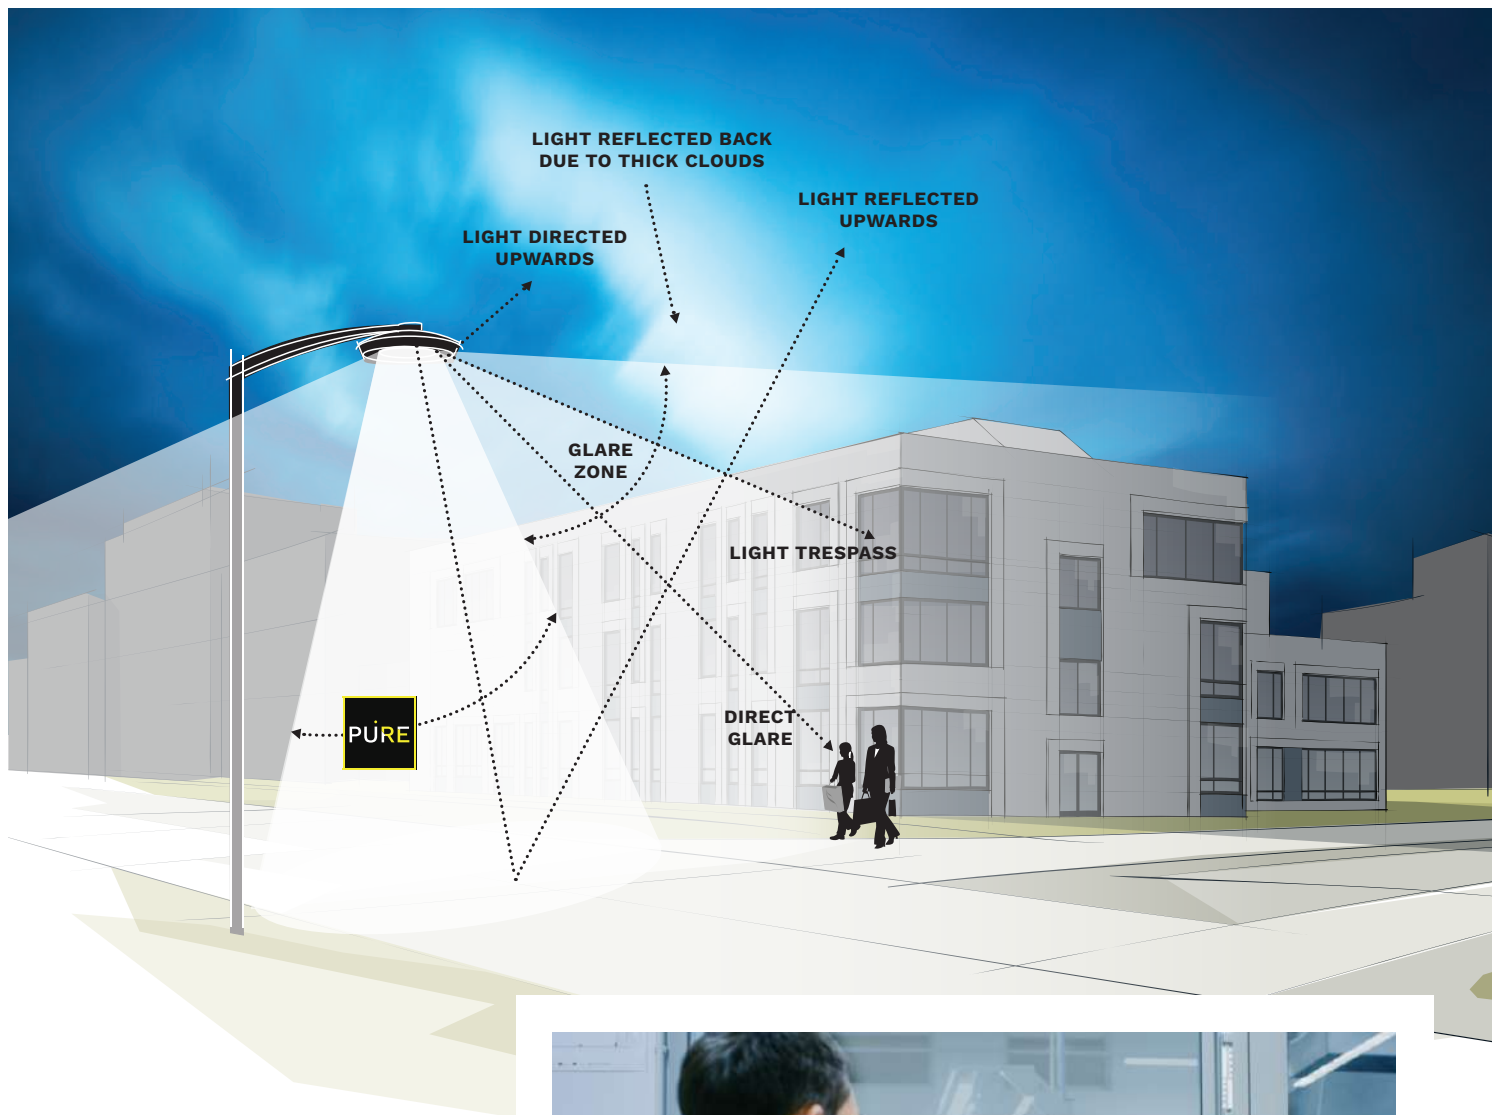 LIGHT REFLECTED BACK
DUE TO THICK CLOUDS
LIGHT REFLECTED
UPWARDS
LIGHT DIRECTED
UPWARDS
GLARE
ZONE
LIGHT TRESPASS
DIRECT
GLARE
PURE